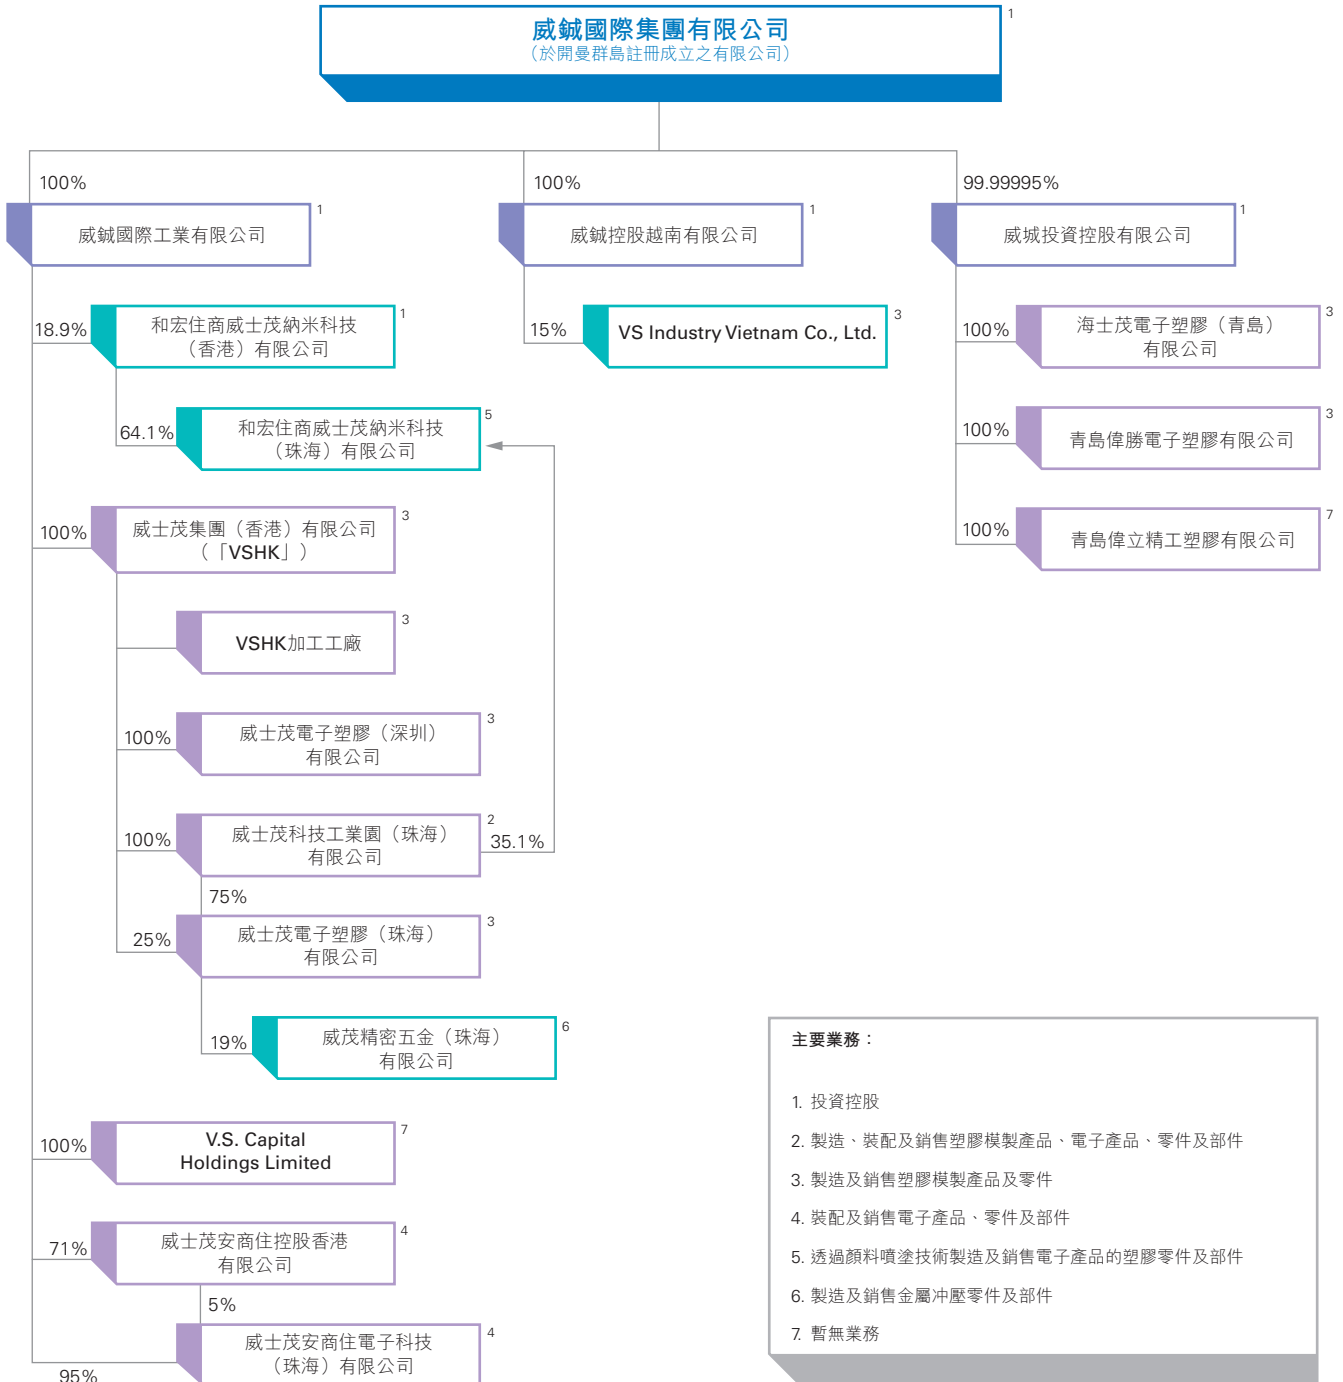 威鋮國際集團有限公司
1
（於開曼群島註冊成立之有限公司）
100%
100%
99.99995%
威鋮國際工業有限公司
1
威鋮控股越南有限公司
1
威城投資控股有限公司
1
18.9%
和宏住商威士茂納米科技
（香港）有限公司
1
15%
VS Industry Vietnam Co., Ltd.
3
100%
海士茂電子塑膠（青島）
有限公司
3
64.1%
和宏住商威士茂納米科技
（珠海）有限公司
5
100%
青島偉勝電子塑膠有限公司
3
100%
威士茂集團（香港）有限公司
（「VSHK」）
3
100%
青島偉立精工塑膠有限公司
7
VSHK加工工廠
3
100%
威士茂電子塑膠（深圳）
有限公司
3
100%
威士茂科技工業園（珠海）
有限公司
2
35.1%
75%
25%
威士茂電子塑膠（珠海）
有限公司
3
19%
威茂精密五金（珠海）
有限公司
6
100%
V.S. Capital
Holdings Limited
7
71%
威士茂安商住控股香港
有限公司
4
5%
95%
威士茂安商住電子科技
（珠海）有限公司
4
主要業務：
1. 投資控股
2. 製造、裝配及銷售塑膠模製產品、電子產品、零件及部件
3. 製造及銷售塑膠模製產品及零件
4. 裝配及銷售電子產品、零件及部件
5. 透過顏料噴塗技術製造及銷售電子產品的塑膠零件及部件
6. 製造及銷售金屬冲壓零件及部件
7. 暫無業務